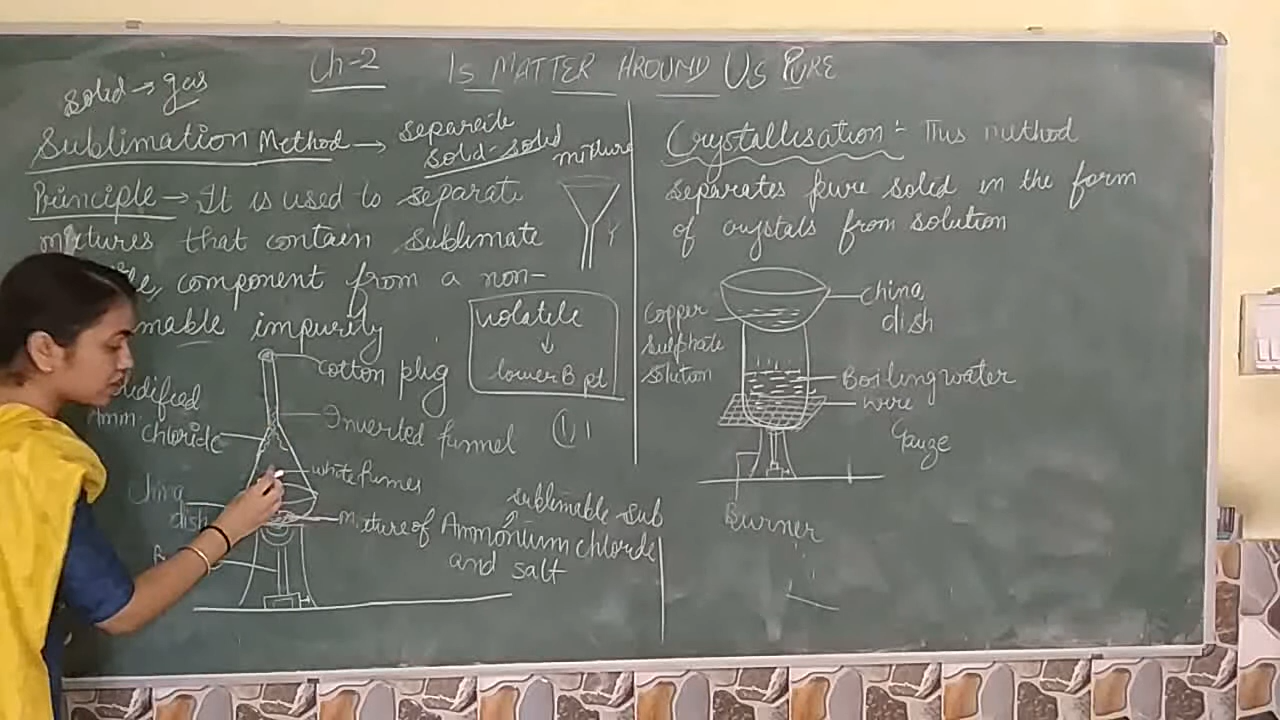 Ch-2 Is MATTER AROUND US PURE
solid → gas
Sublimation Method → separate
solid-solid
mixture
Principle → It is used to separate
mixtures that contain sublimate
component from a non-
impurity
volatile
↓
lower B pt
cotton plug
Inverted funnel
chloride
white fumes
China
dish
sublimable sub
mixture of Ammonium chloride
and salt
Crystallisation :- This method
separates pure solid in the form
of crystals from solution
China
dish
Copper
sulphate
solution
Boiling water
wire
Gauze
Burner